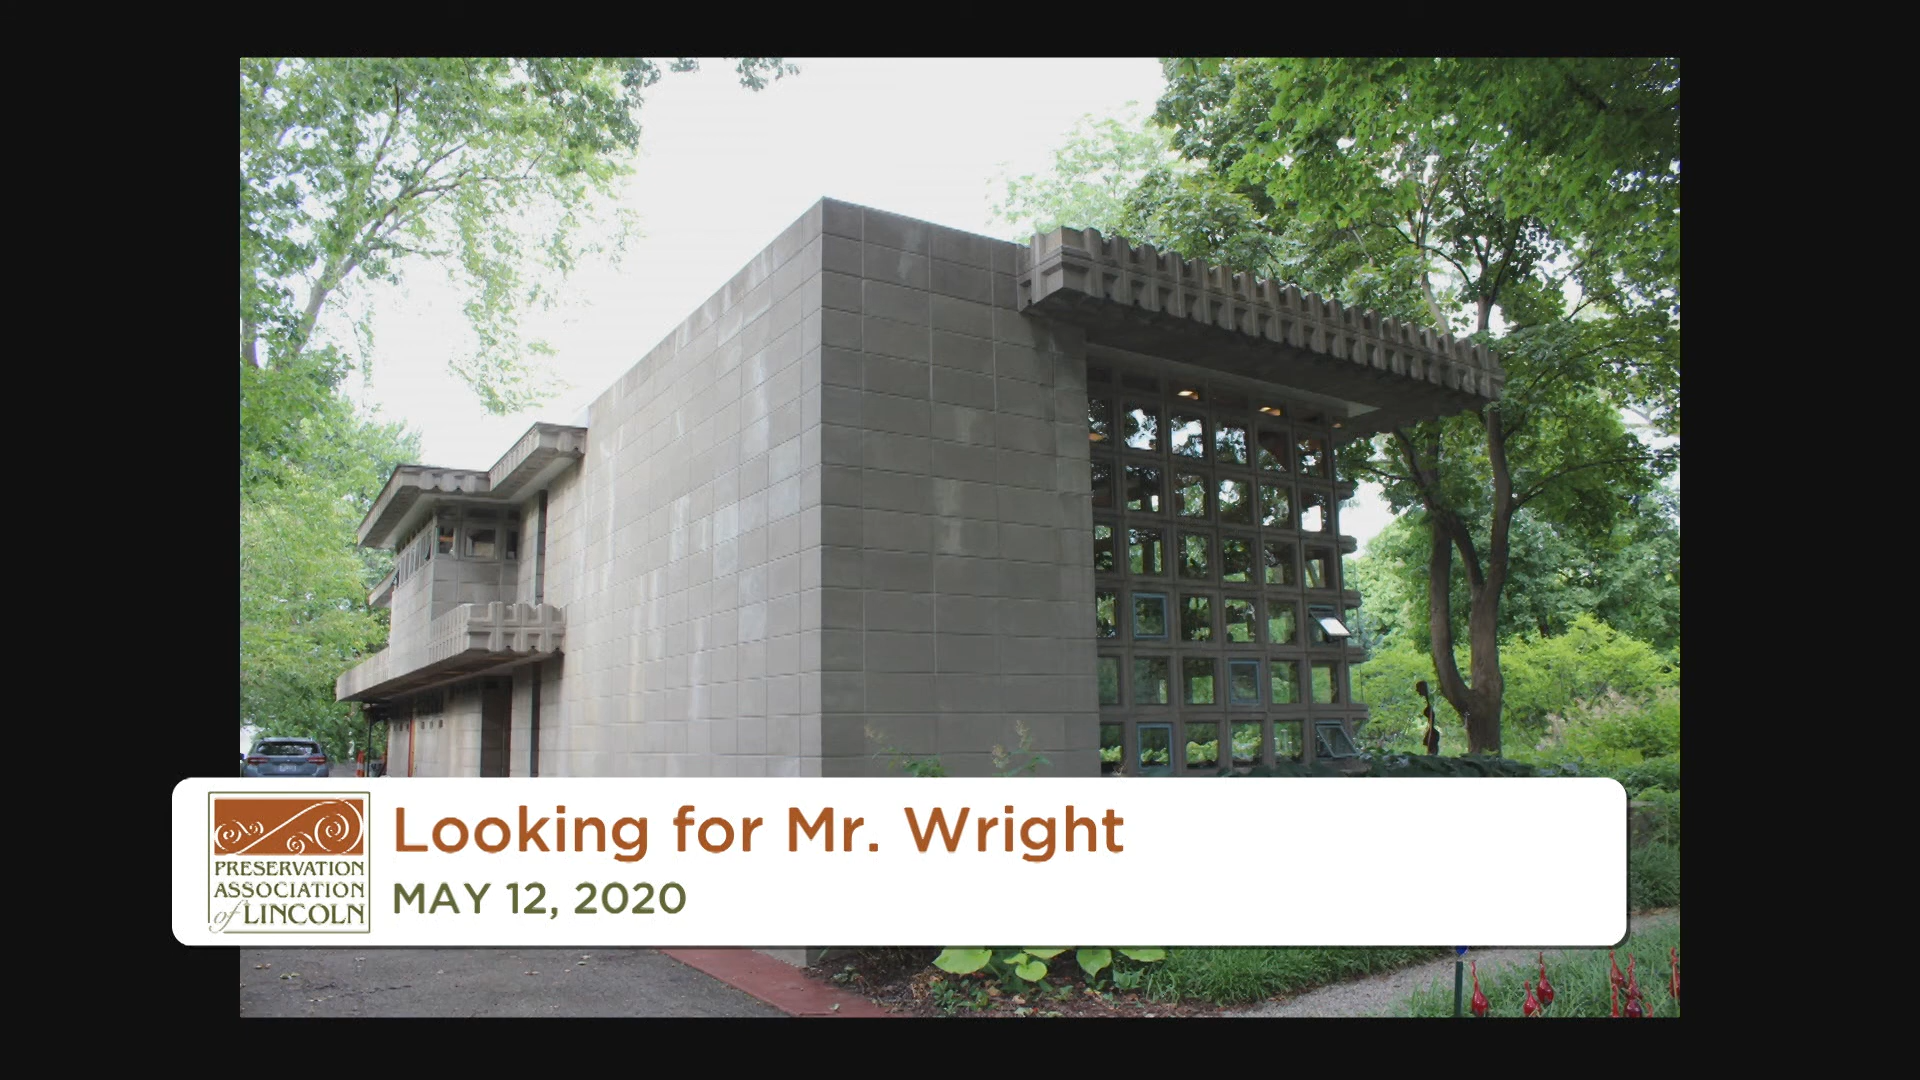 Looking for Mr. Wright
MAY 12, 2020
PRESERVATION
ASSOCIATION
of LINCOLN